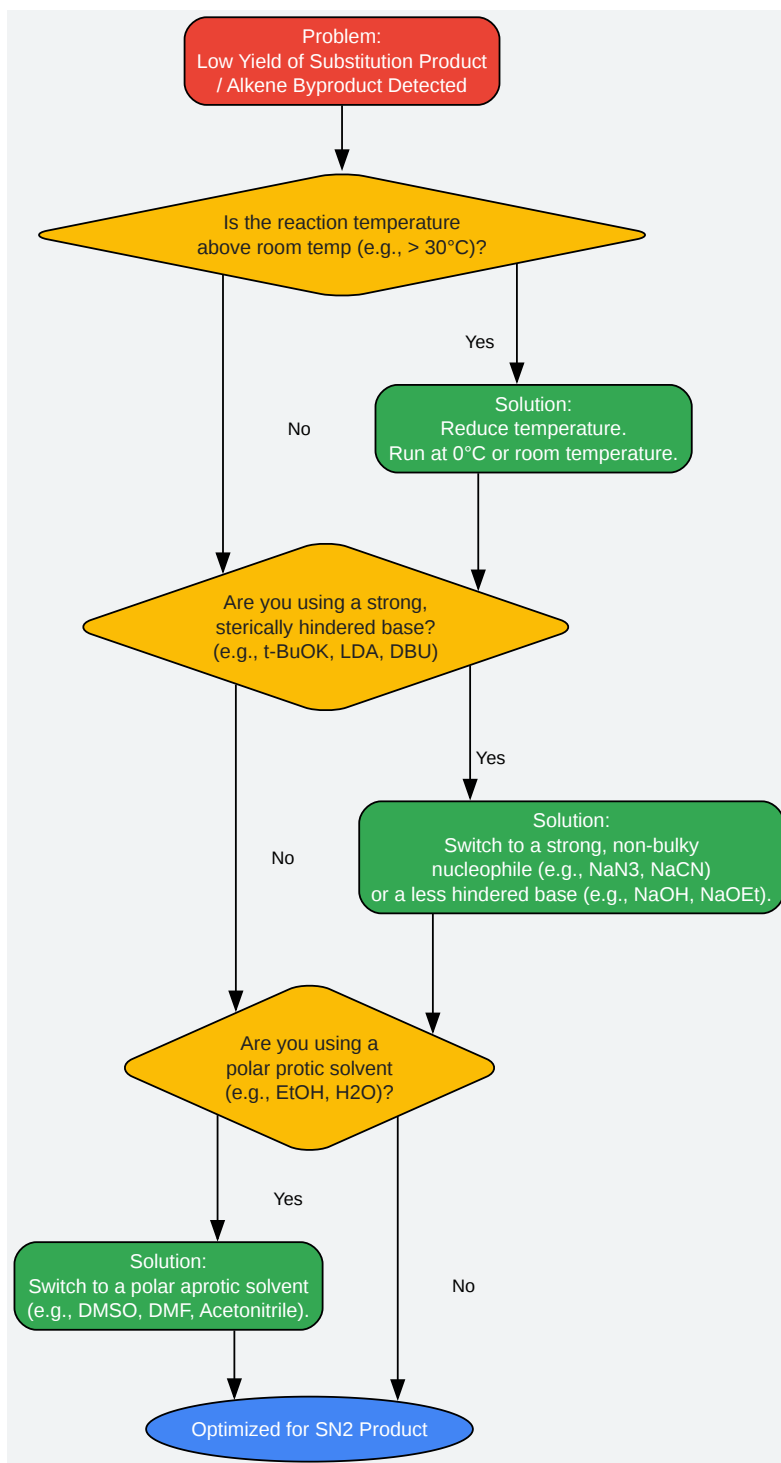 Problem:
Low Yield of Substitution Product
/ Alkene Byproduct Detected
Is the reaction temperature
above room temp (e.g., > 30°C)?
Yes
Solution:
Reduce temperature.
Run at 0°C or room temperature.
No
Are you using a strong,
sterically hindered base?
(e.g., t-BuOK, LDA, DBU)
Yes
Solution:
Switch to a strong, non-bulky
nucleophile (e.g., NaN3, NaCN)
or a less hindered base (e.g., NaOH, NaOEt).
No
Are you using a
polar protic solvent
(e.g., EtOH, H2O)?
Yes
Solution:
Switch to a polar aprotic solvent
(e.g., DMSO, DMF, Acetonitrile).
No
Optimized for SN2 Product